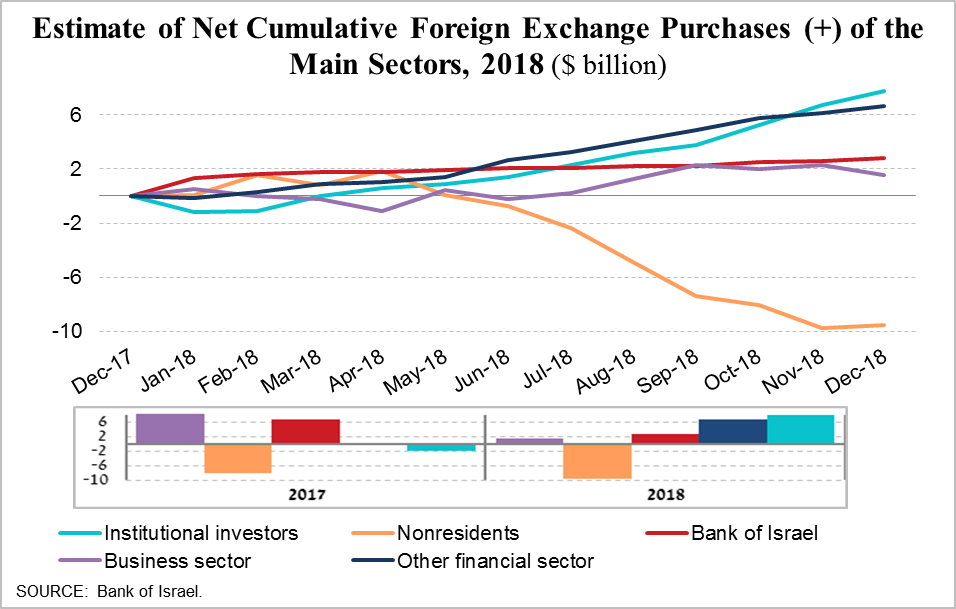 Estimate of Net Cumulative Foreign Exchange Purchases (+) of the
Main Sectors, 2018 ($ billion)
6
2
-2
-6
-10
Dec-17 Jan-18 Feb-18 Mar-18 Apr-18 May-18 Jun-18 Jul-18 Aug-18 Sep-18 Oct-18 Nov-18 Dec-18
6
2
-2
-6
-10
2017 2018
Institutional investors Nonresidents Bank of Israel
Business sector Other financial sector
SOURCE: Bank of Israel.